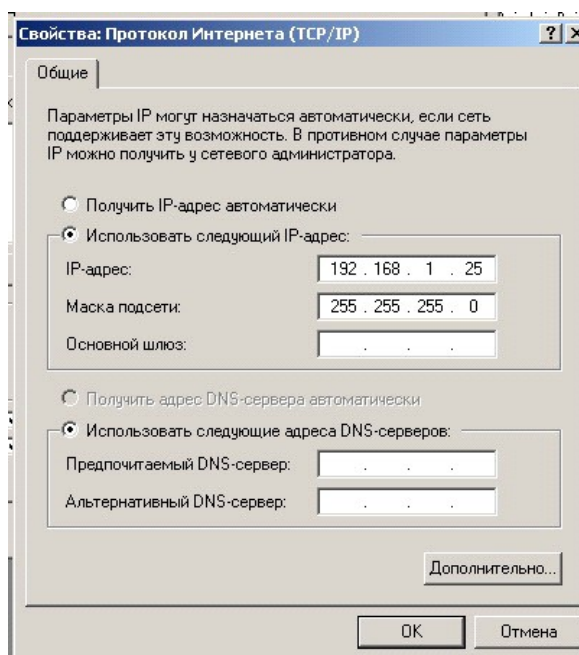 Свойства: Протокол Интернета (TCP/IP)
Общие
Параметры IP могут назначаться автоматически, если сеть
поддерживает эту возможность. В противном случае параметры
IP можно получить у сетевого администратора.
Получить IP-адрес автоматически
Использовать следующий IP-адрес:
IP-адрес: 192 . 168 . 1 . 25
Маска подсети: 255 . 255 . 255 . 0
Основной шлюз: . . .
Получить адрес DNS-сервера автоматически
Использовать следующие адреса DNS-серверов:
Предпочитаемый DNS-сервер: . . .
Альтернативный DNS-сервер: . . .
Дополнительно...
OK Отмена